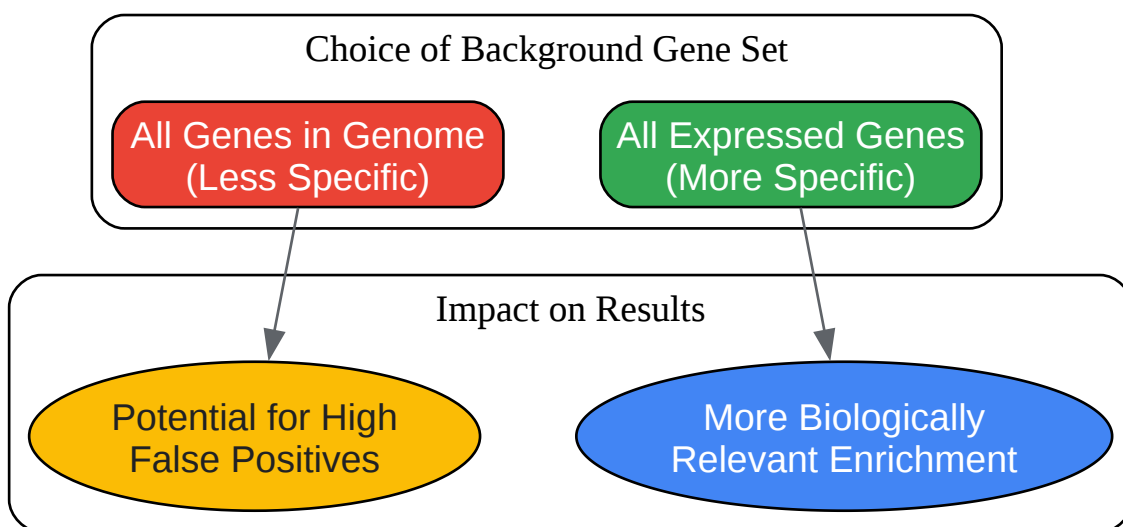 Choice of Background Gene Set
All Genes in Genome
(Less Specific)
All Expressed Genes
(More Specific)
Impact on Results
Potential for High
False Positives
More Biologically
Relevant Enrichment